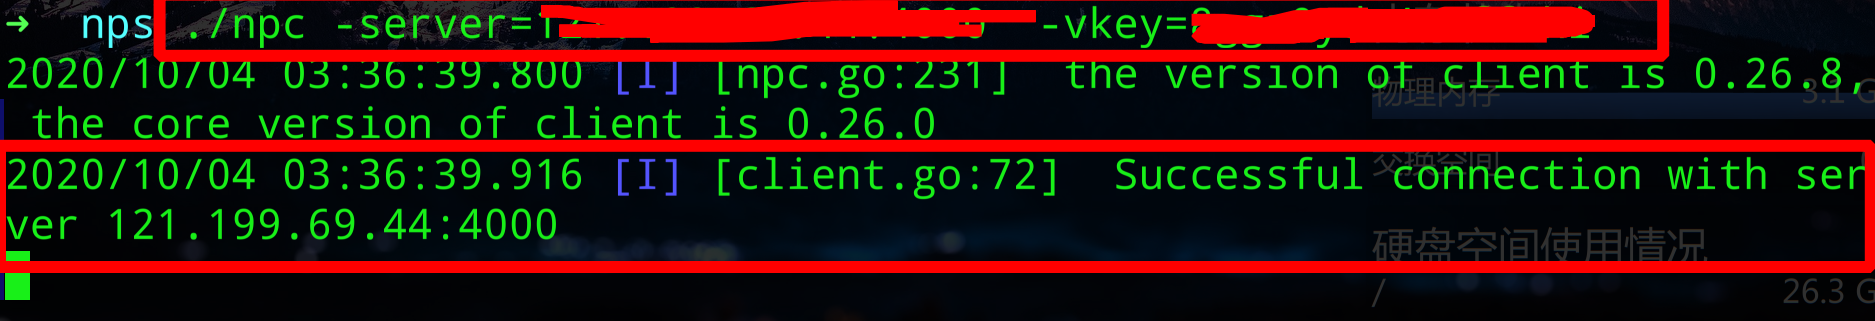 ➜ nps ./npc -server= -vkey=
2020/10/04 03:36:39.800 [I] [npc.go:231] the version of client is 0.26.8,
the core version of client is 0.26.0
2020/10/04 03:36:39.916 [I] [client.go:72] Successful connection with ser
ver 121.199.69.44:4000
物理内存 3.1 G
交换空间
硬盘空间使用情况
/ 26.3 G